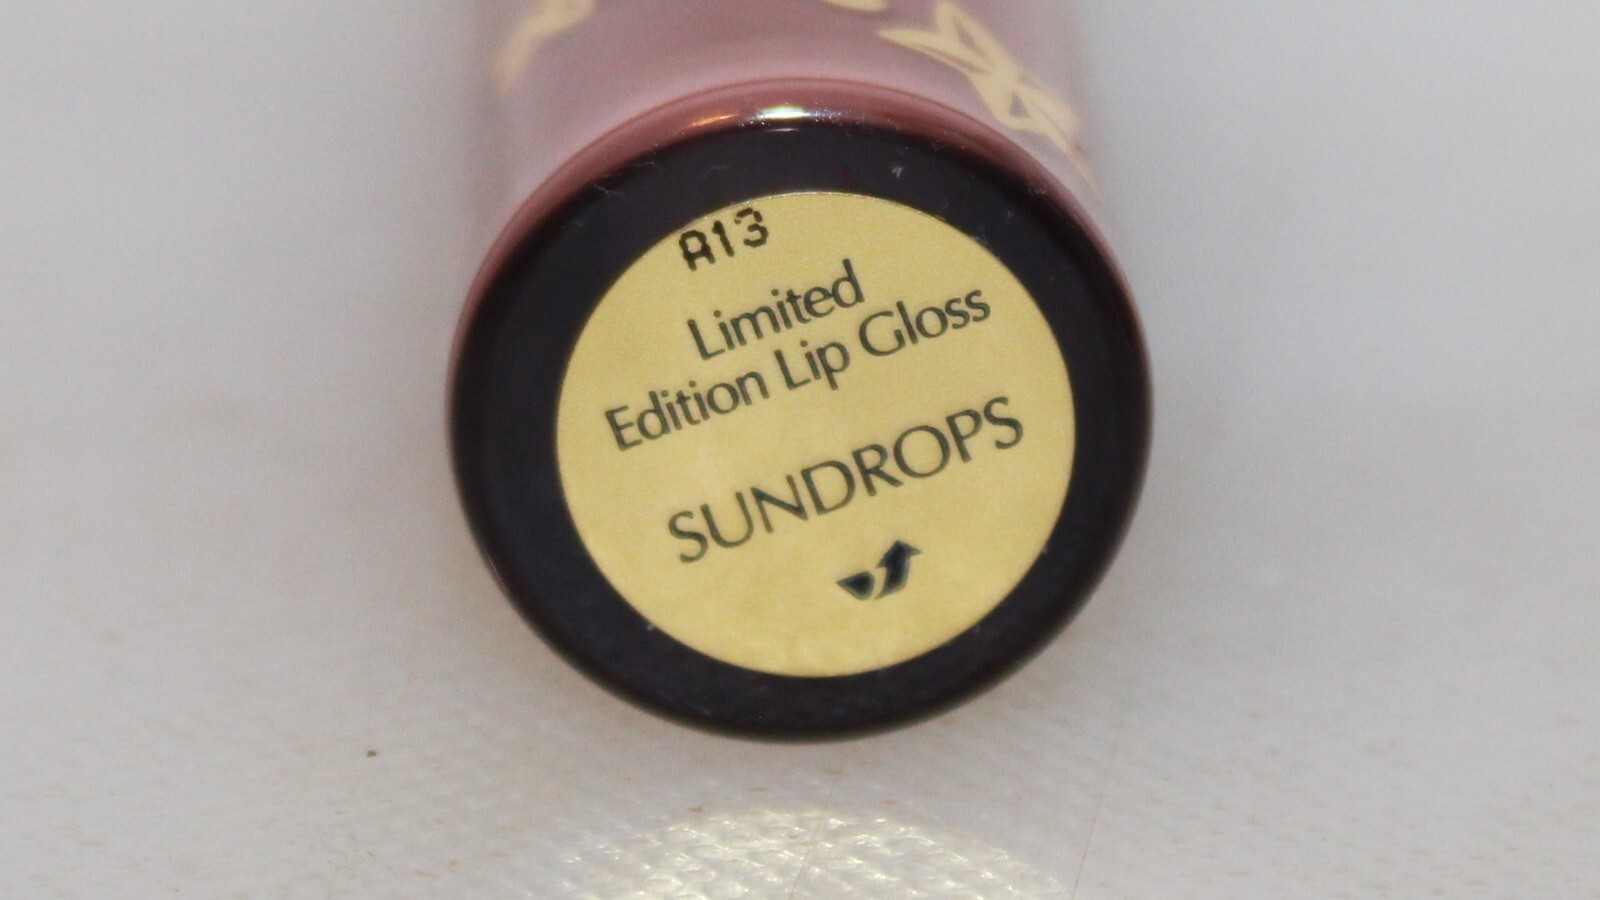 A13
Limited
Edition Lip Gloss
SUNDROPS